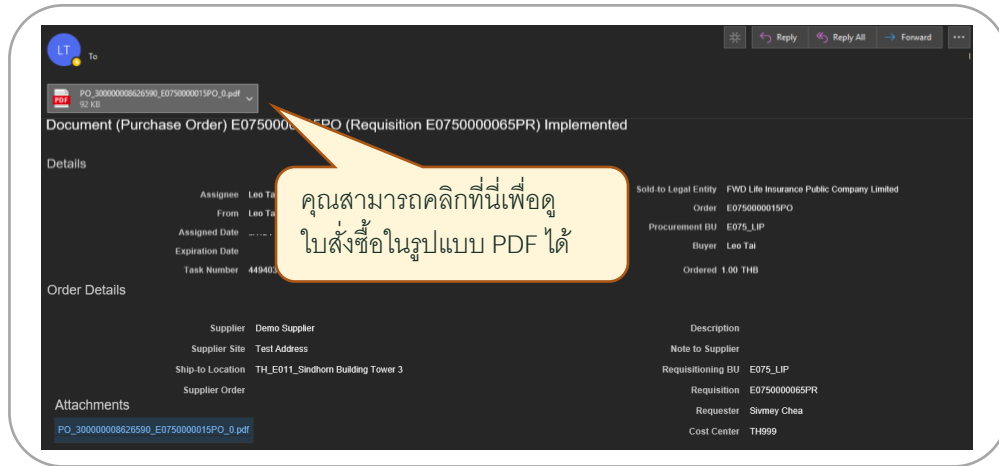 LT
To
Reply
Reply All
Forward
PDF
PO_300000008626590_E0750000015PO_0.pdf
92 KB
Document (Purchase Order) (Requisition E0750000065PR) Implemented
Details
Assignee Leo
Sold-to Legal Entity FWD Life Insurance Public Company Limited
From Leo
Order E0750000015PO
Assigned Date
Procurement BU E075_LIP
Expiration Date
Buyer Leo Tai
Task Number
Ordered 1.00 THB
คุณสามารถคลิกที่นี่เพื่อดู
ใบสั่งซื้อในรูปแบบ PDF ได้
Order Details
Supplier Demo Supplier
Description
Supplier Site Test Address
Note to Supplier
Ship-to Location TH_E011_Sindhorn Building Tower 3
Requisitioning BU E075_LIP
Supplier Order
Requisition E0750000065PR
Attachments
Requester Sivmey Chea
PO_300000008626590_E0750000015PO_0.pdf
Cost Center TH999